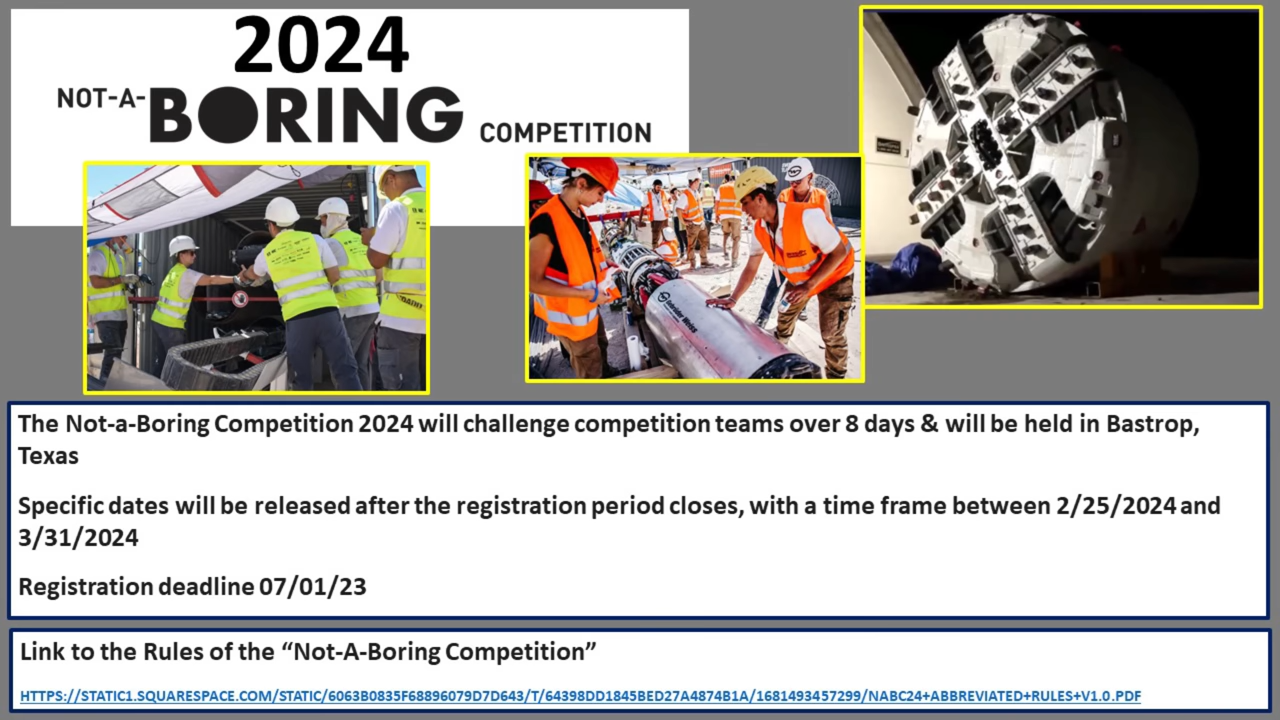 2024
NOT-A-BORING COMPETITION
The Not-a-Boring Competition 2024 will challenge competition teams over 8 days & will be held in Bastrop,
Texas
Specific dates will be released after the registration period closes, with a time frame between 2/25/2024 and
3/31/2024
Registration deadline 07/01/23
Link to the Rules of the “Not-A-Boring Competition”
HTTPS://STATIC1.SQUARESPACE.COM/STATIC/6063B0835F68896079D7D643/T/64398DD1845BED27A4874B1A/1681493457299/NABC24+ABBREVIATED+RULES+V1.0.PDF